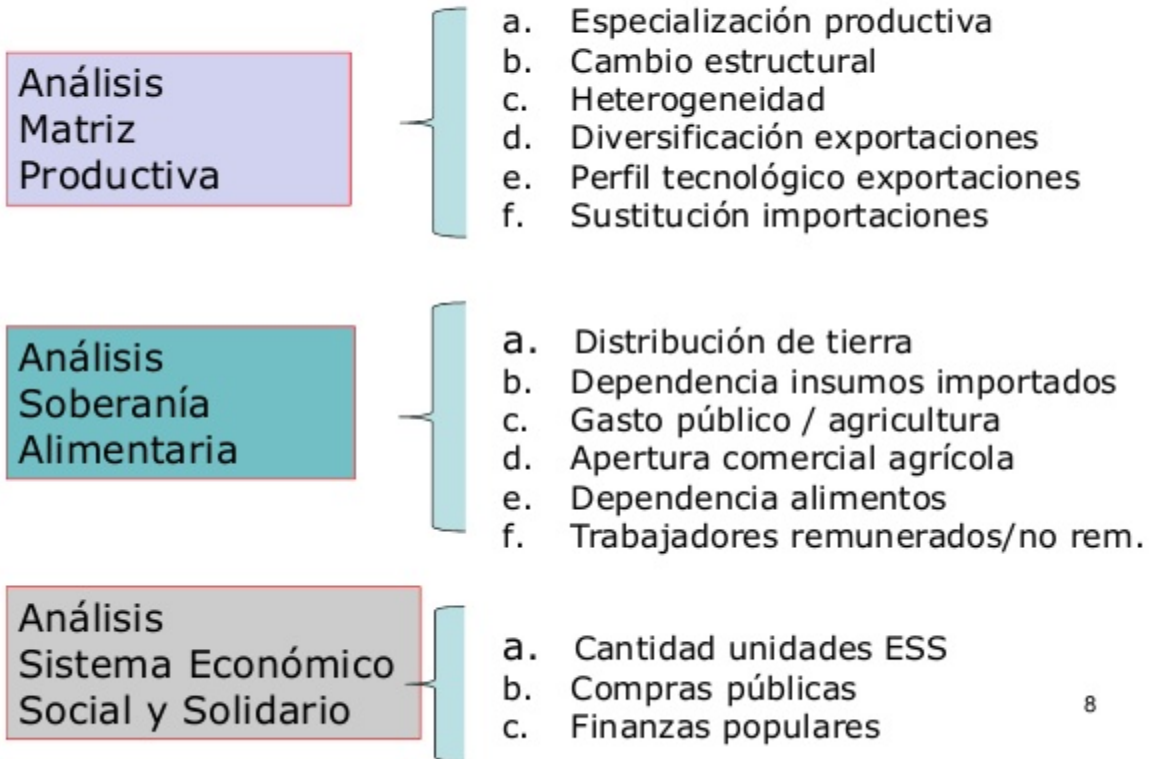 Análisis
Matriz
Productiva
a. Especialización productiva
b. Cambio estructural
c. Heterogeneidad
d. Diversificación exportaciones
e. Perfil tecnológico exportaciones
f. Sustitución importaciones
Análisis
Soberanía
Alimentaria
a. Distribución de tierra
b. Dependencia insumos importados
c. Gasto público / agricultura
d. Apertura comercial agrícola
e. Dependencia alimentos
f. Trabajadores remunerados/no rem.
Análisis
Sistema Económico
Social y Solidario
a. Cantidad unidades ESS
b. Compras públicas
c. Finanzas populares
8